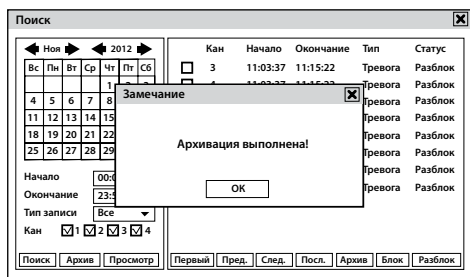 Поиск
Ноя 2012
Вс Пн Вт Ср Чт Пт Сб
1
4 5 6 7 8
11 12 13 14 15
18 19 20 21 22
25 26 27 28 29
Начало 00:0
Окончание 23:5
Тип записи Все
Кан 1 2 3 4
Поиск Архив Просмотр
Кан Начало Окончание Тип Статус
3 11:03:37 11:15:22 Тревога Разблок
Тревога Разблок
Тревога Разблок
Тревога Разблок
Тревога Разблок
Тревога Разблок
Тревога Разблок
Тревога Разблок
Замечание
Архивация выполнена!
ОК
Первый Пред. След. Посл. Архив Блок Разблок